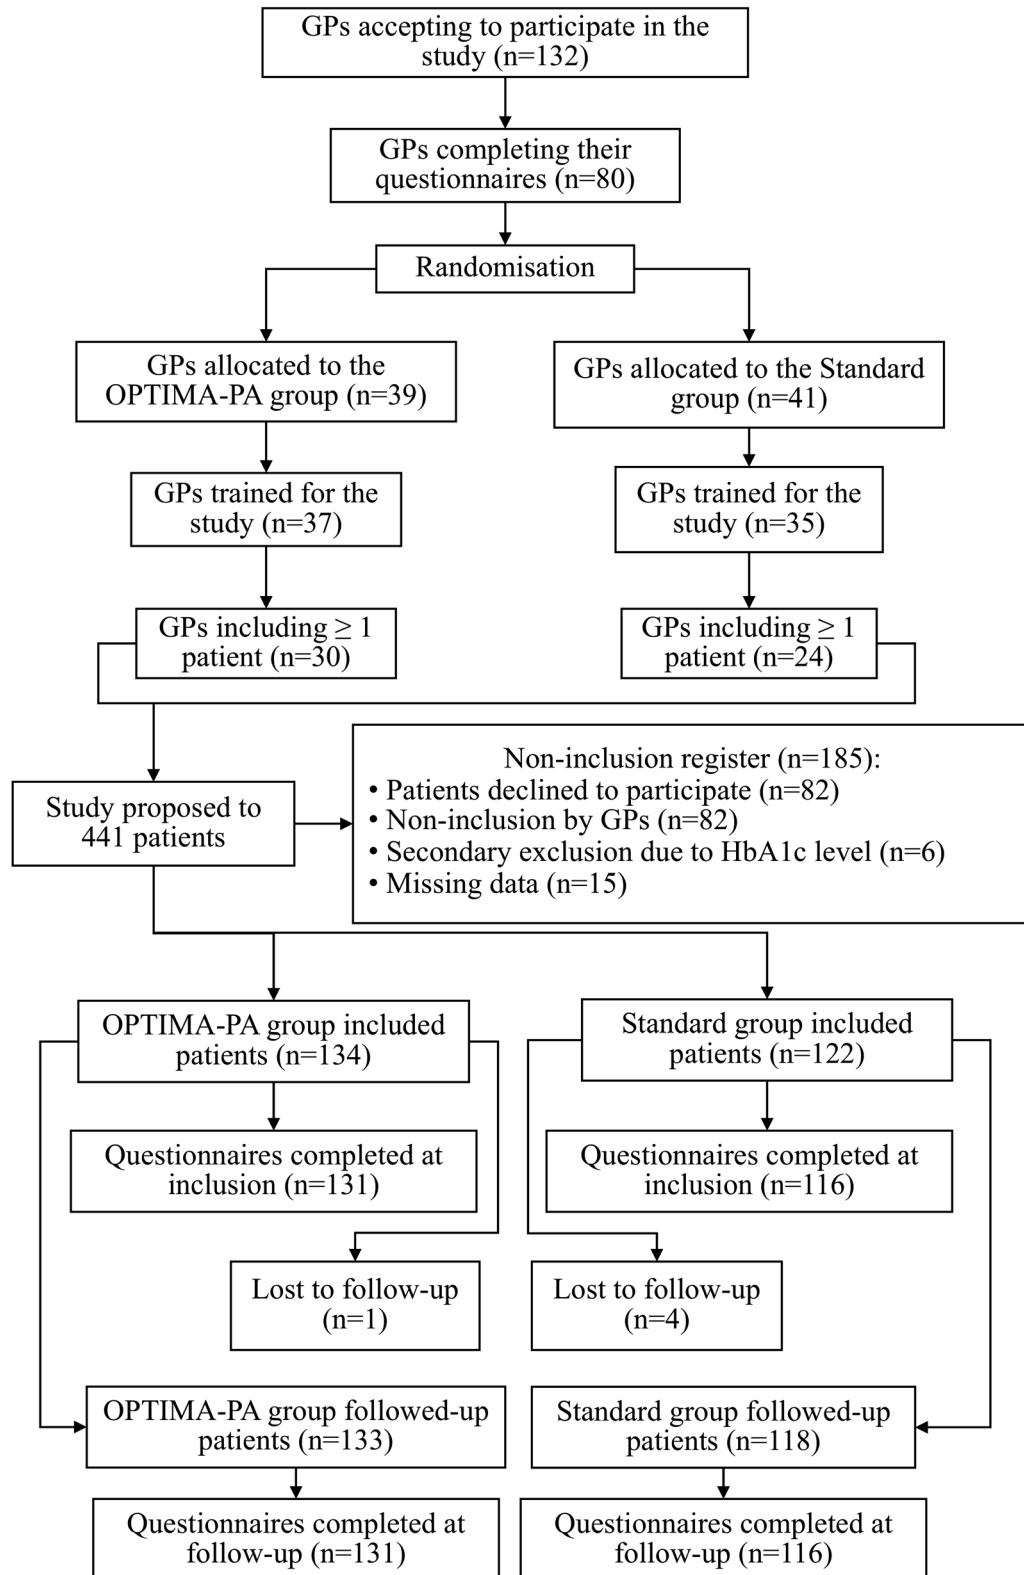 GPs accepting to participate in the
study (n=132)
GPs completing their
questionnaires (n=80)
Randomisation
GPs allocated to the
OPTIMA-PA group (n=39)
GPs allocated to the Standard
group (n=41)
GPs trained for the
study (n=37)
GPs trained for the
study (n=35)
GPs including ≥ 1
patient (n=30)
GPs including ≥ 1
patient (n=24)
Study proposed to
441 patients
Non-inclusion register (n=185):
• Patients declined to participate (n=82)
• Non-inclusion by GPs (n=82)
• Secondary exclusion due to HbA1c level (n=6)
• Missing data (n=15)
OPTIMA-PA group included
patients (n=134)
Standard group included
patients (n=122)
Questionnaires completed at
inclusion (n=131)
Questionnaires completed at
inclusion (n=116)
Lost to follow-up
(n=1)
Lost to follow-up
(n=4)
OPTIMA-PA group followed-up
patients (n=133)
Standard group followed-up
patients (n=118)
Questionnaires completed at
follow-up (n=131)
Questionnaires completed at
follow-up (n=116)